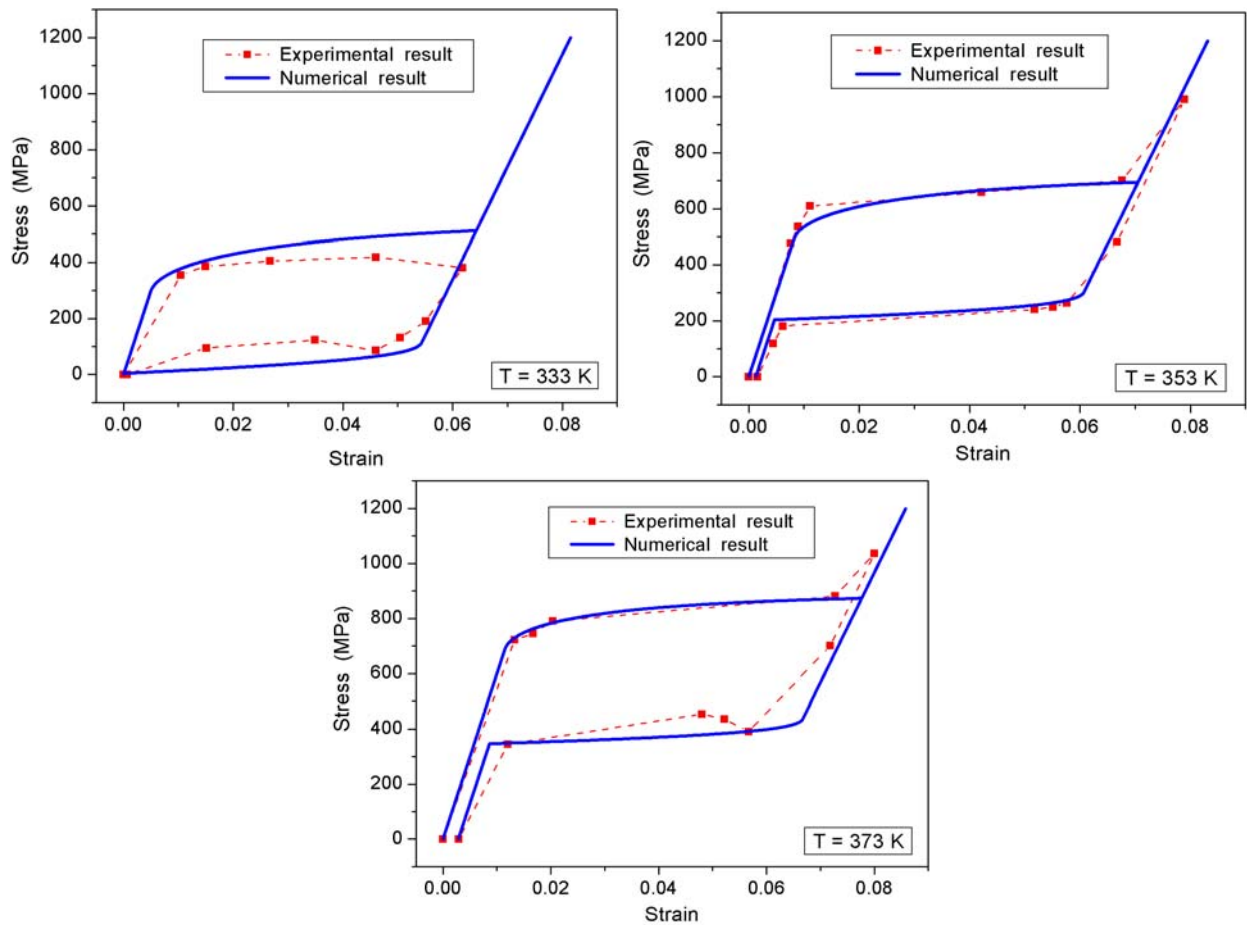 1200
1000
800
600
400
200
0
Stress (MPa)
Experimental result
Numerical result
T = 333 K
0.00 0.02 0.04 0.06 0.08
Strain
1200
1000
800
600
400
200
0
Stress (MPa)
Experimental result
Numerical result
T = 353 K
0.00 0.02 0.04 0.06 0.08
Strain
1200
1000
800
600
400
200
0
Stress (MPa)
Experimental result
Numerical result
T = 373 K
0.00 0.02 0.04 0.06 0.08
Strain